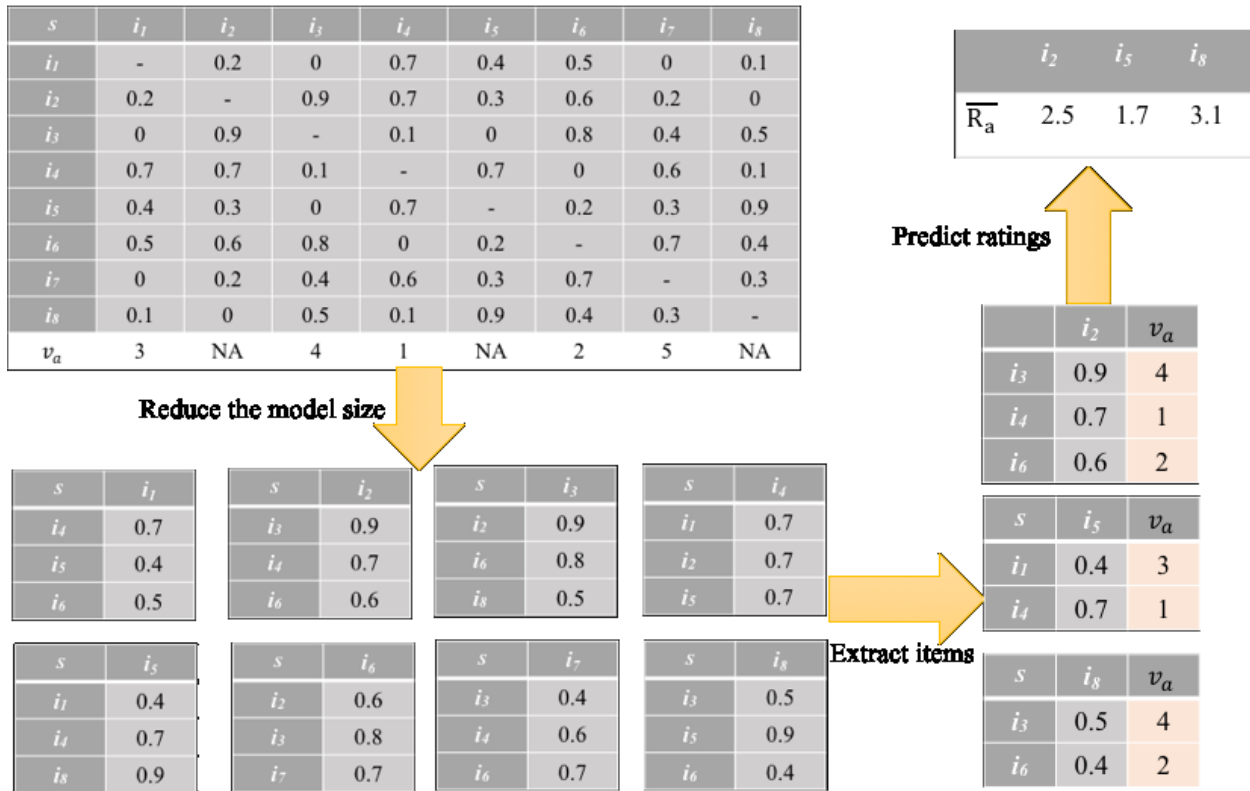 s i1 i2 i3 i4 i5 i6 i7 i8
i1 - 0.2 0 0.7 0.4 0.5 0 0.1
i2 0.2 - 0.9 0.7 0.3 0.6 0.2 0
i3 0 0.9 - 0.1 0 0.8 0.4 0.5
i4 0.7 0.7 0.1 - 0.7 0 0.6 0.1
i5 0.4 0.3 0 0.7 - 0.2 0.3 0.9
i6 0.5 0.6 0.8 0 0.2 - 0.7 0.4
i7 0 0.2 0.4 0.6 0.3 0.7 - 0.3
i8 0.1 0 0.5 0.1 0.9 0.4 0.3 -
va 3 NA 4 1 NA 2 5 NA
Reduce the model size
s i1
i4 0.7
i5 0.4
i6 0.5
s i2
i3 0.9
i4 0.7
i6 0.6
s i3
i2 0.9
i6 0.8
i8 0.5
s i4
i1 0.7
i2 0.7
i5 0.7
s i5
i1 0.4
i4 0.7
i8 0.9
s i6
i2 0.6
i3 0.8
i7 0.7
s i7
i3 0.4
i4 0.6
i6 0.7
s i8
i3 0.5
i5 0.9
i6 0.4
Extract items
i2 va
i3 0.9 4
i4 0.7 1
i6 0.6 2
s i5 va
i1 0.4 3
i4 0.7 1
s i8 va
i3 0.5 4
i6 0.4 2
Predict ratings
i2 i5 i8
R̅a̅ 2.5 1.7 3.1